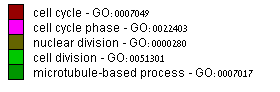 cell cycle - GO:0007049
cell cycle phase - GO:0022403
nuclear division - GO:0000280
cell division - GO:0051301
microtubule-based process - GO:0007017